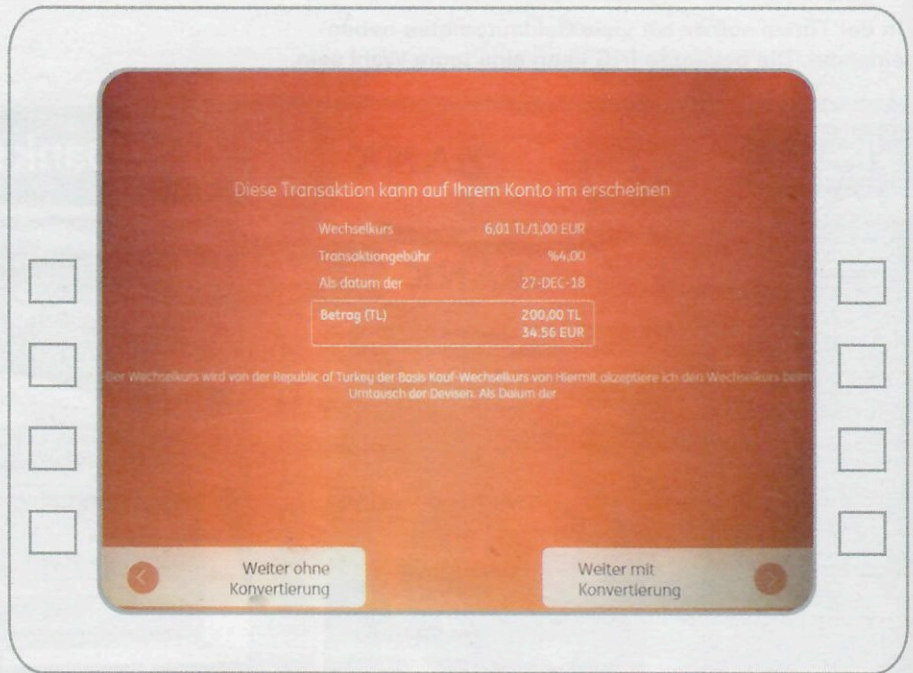 Diese Transaktion kann auf Ihrem Konto im erscheinen
Wechselkurs 6,01 TL/1,00 EUR
Transaktiongebühr %4,00
Als datum der 27-DEC-18
Betrag (TL) 200,00 TL
34.56 EUR
Der Wechselkurs wird von der Republic of Turkey der Basis Kauf-Wechselkurs von Hiermit akzeptiere ich den Wechselkurs beim
Umtausch der Devisen. Als Datum der
Weiter ohne
Konvertierung
Weiter mit
Konvertierung